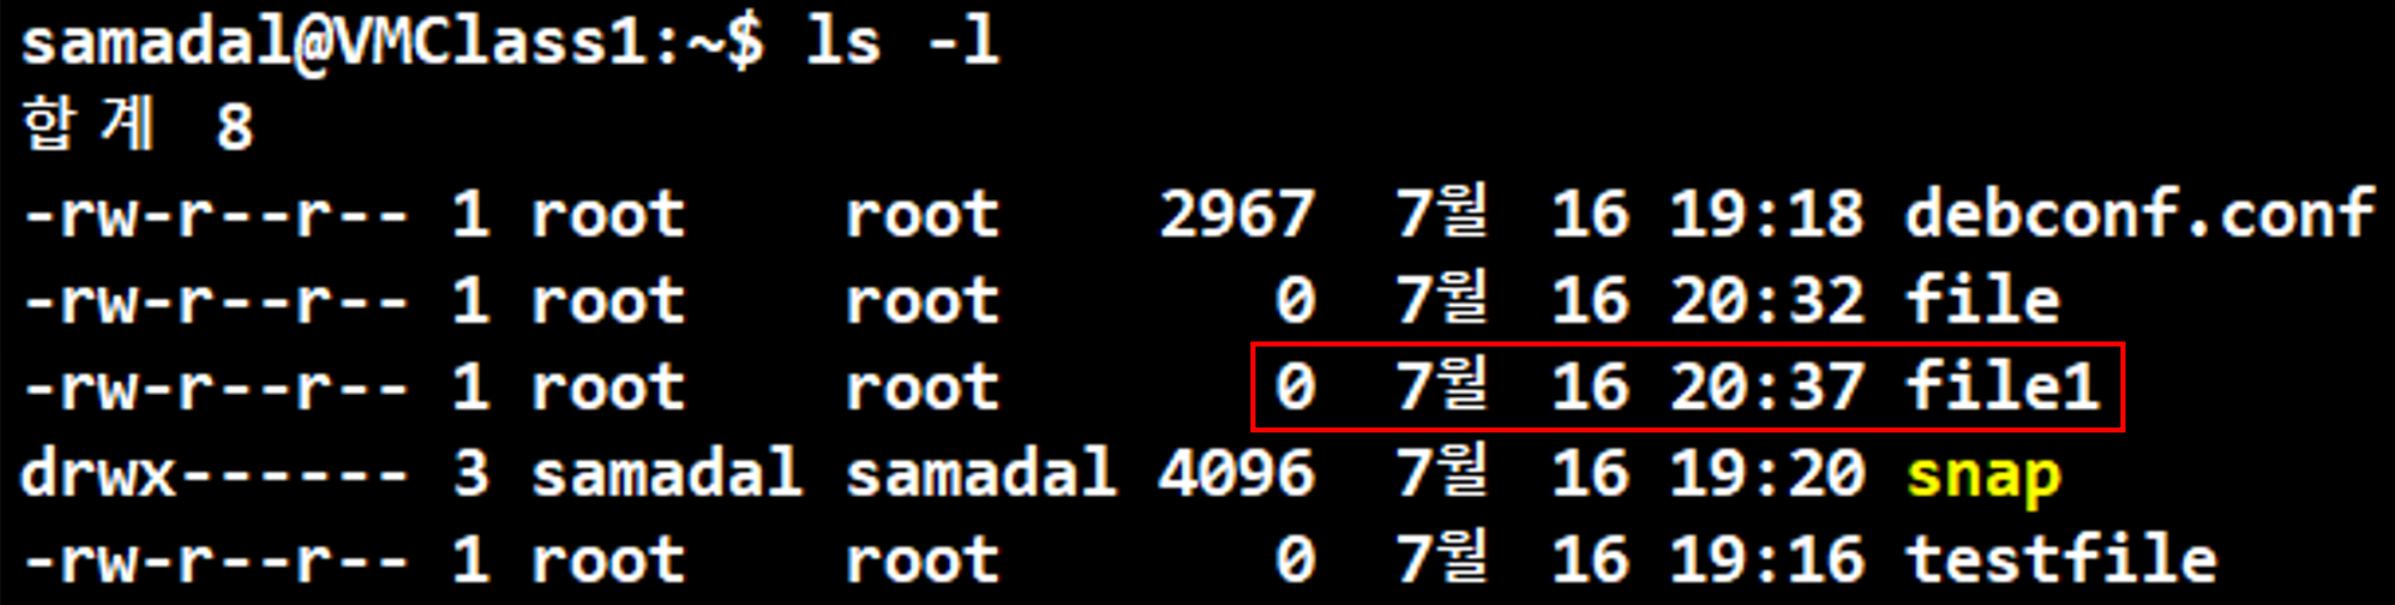 samadal@VMClass1:~$ ls -l
합계 8
-rw-r--r-- 1 root    root    2967  7월 16 19:18 debconf.conf
-rw-r--r-- 1 root    root       0  7월 16 20:32 file
-rw-r--r-- 1 root    root       0  7월 16 20:37 file1
drwx------ 3 samadal samadal 4096  7월 16 19:20 snap
-rw-r--r-- 1 root    root       0  7월 16 19:16 testfile